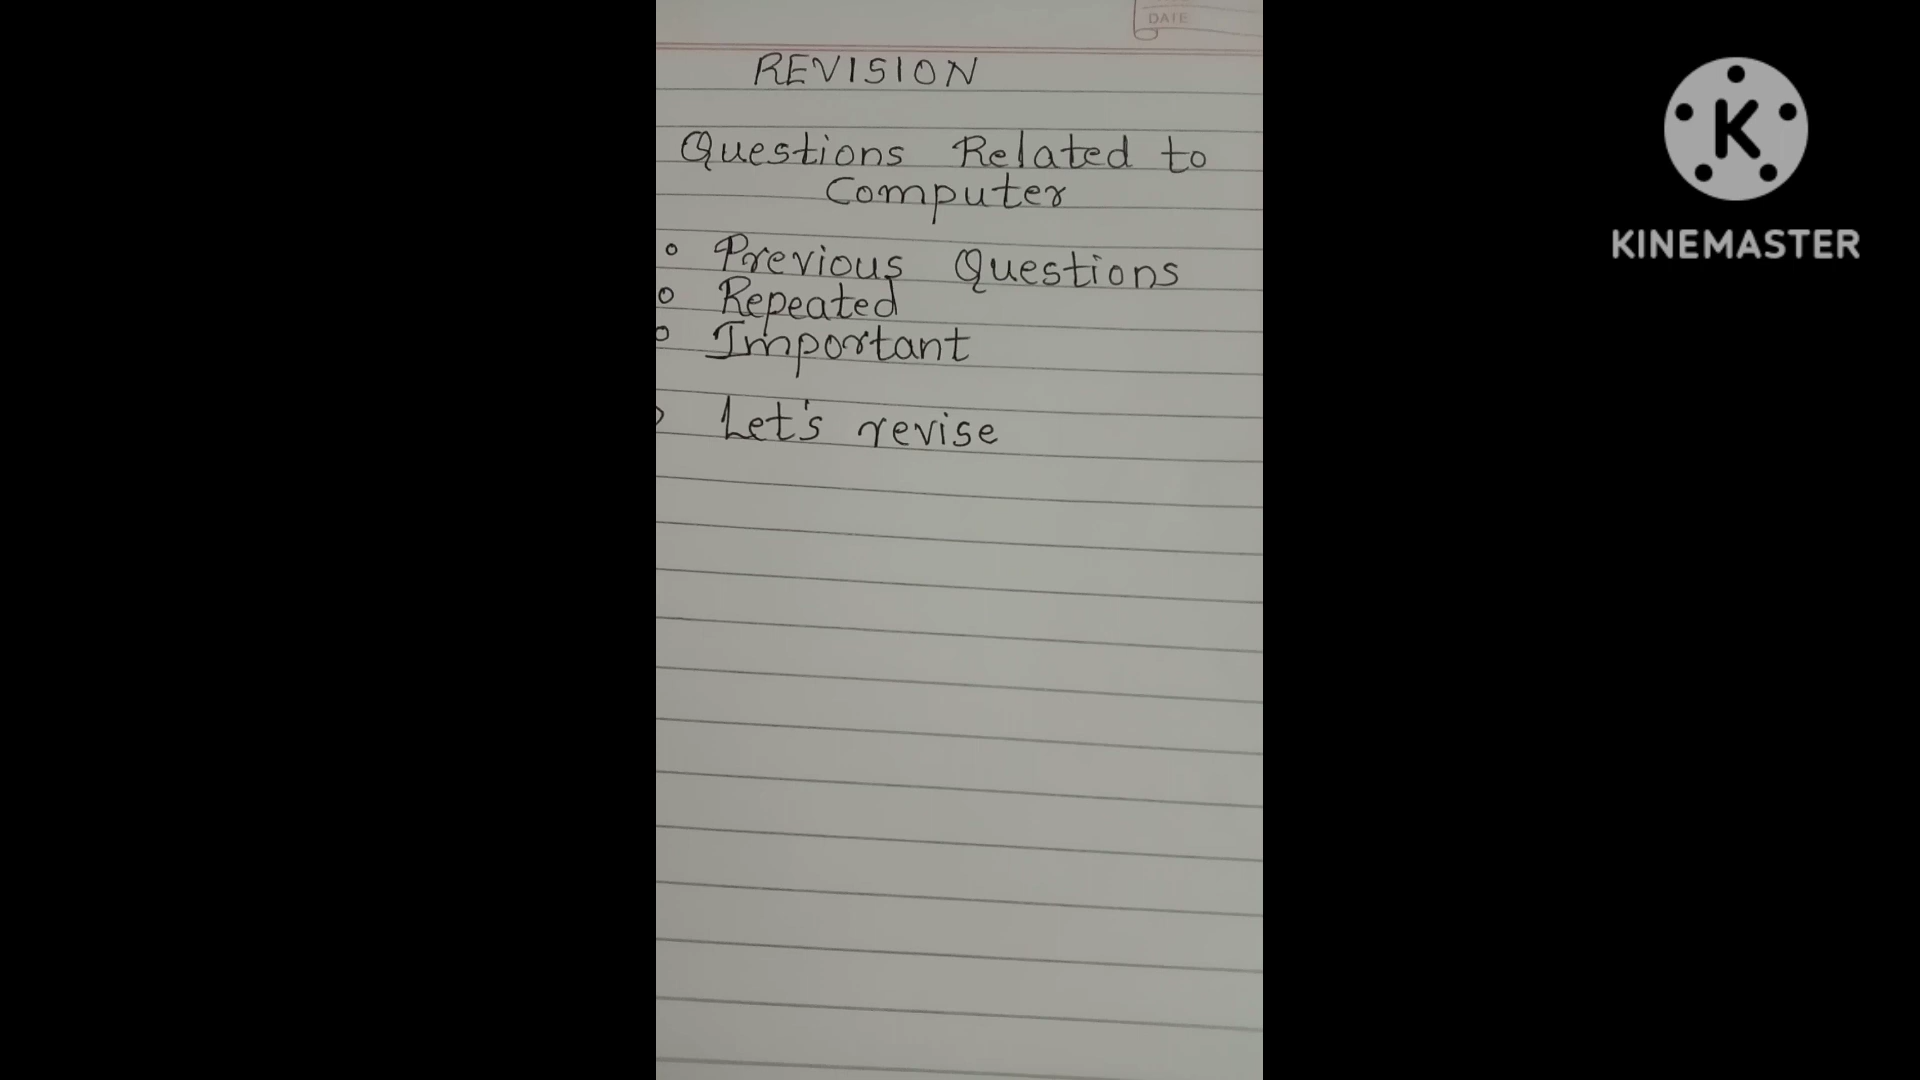 DATE
REVISION
Questions Related to
Computer
Previous Questions
Repeated
Important
Let's revise
K
KINEMASTER